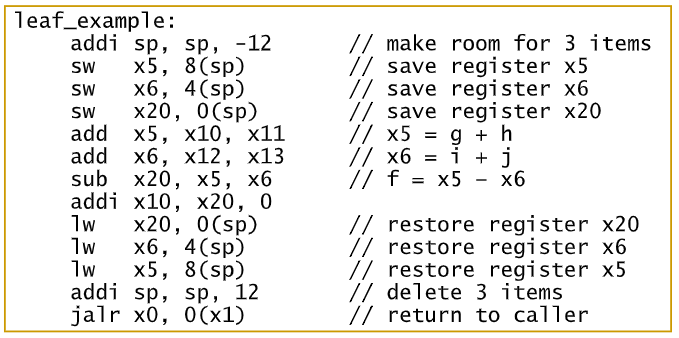 leaf_example:
addi sp, sp, -12 // make room for 3 items
sw x5, 8(sp) // save register x5
sw x6, 4(sp) // save register x6
sw x20, 0(sp) // save register x20
add x5, x10, x11 // x5 = g + h
add x6, x12, x13 // x6 = i + j
sub x20, x5, x6 // f = x5 − x6
addi x10, x20, 0
lw x20, 0(sp) // restore register x20
lw x6, 4(sp) // restore register x6
lw x5, 8(sp) // restore register x5
addi sp, sp, 12 // delete 3 items
jalr x0, 0(x1) // return to caller